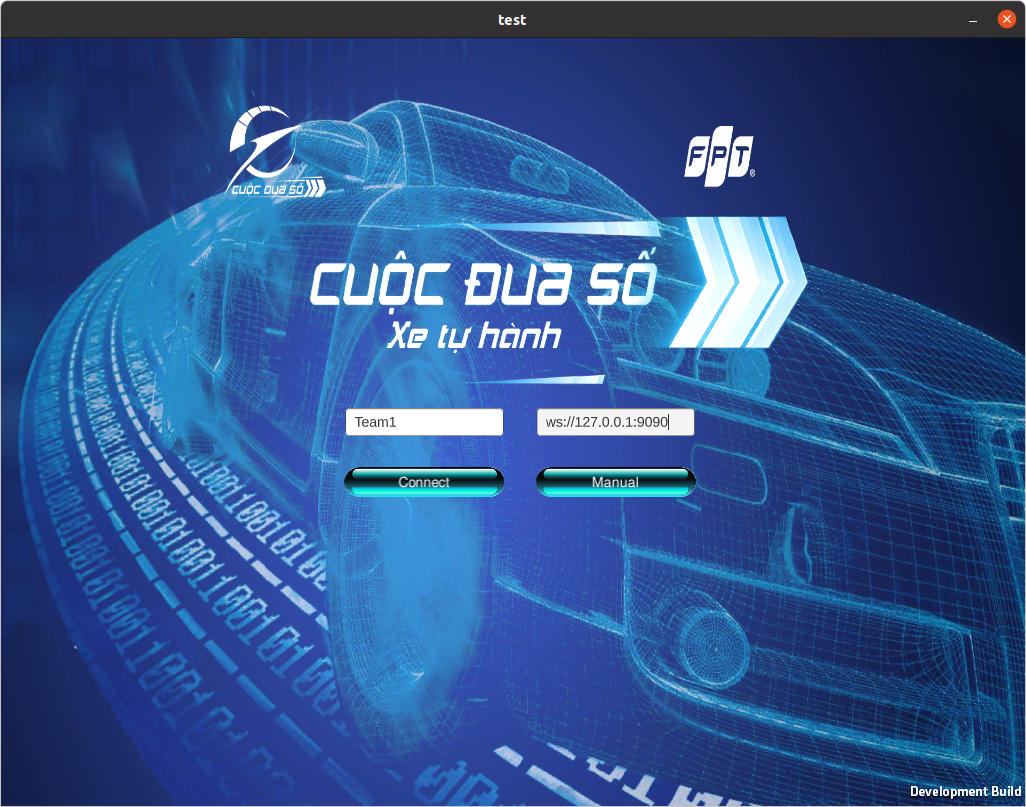 test
CUỘC ĐUA SỐ
FPT
®
CUỘC ĐUA SỐ
Xe tự hành
Team1
ws://127.0.0.1:9090
Connect
Manual
Development Build